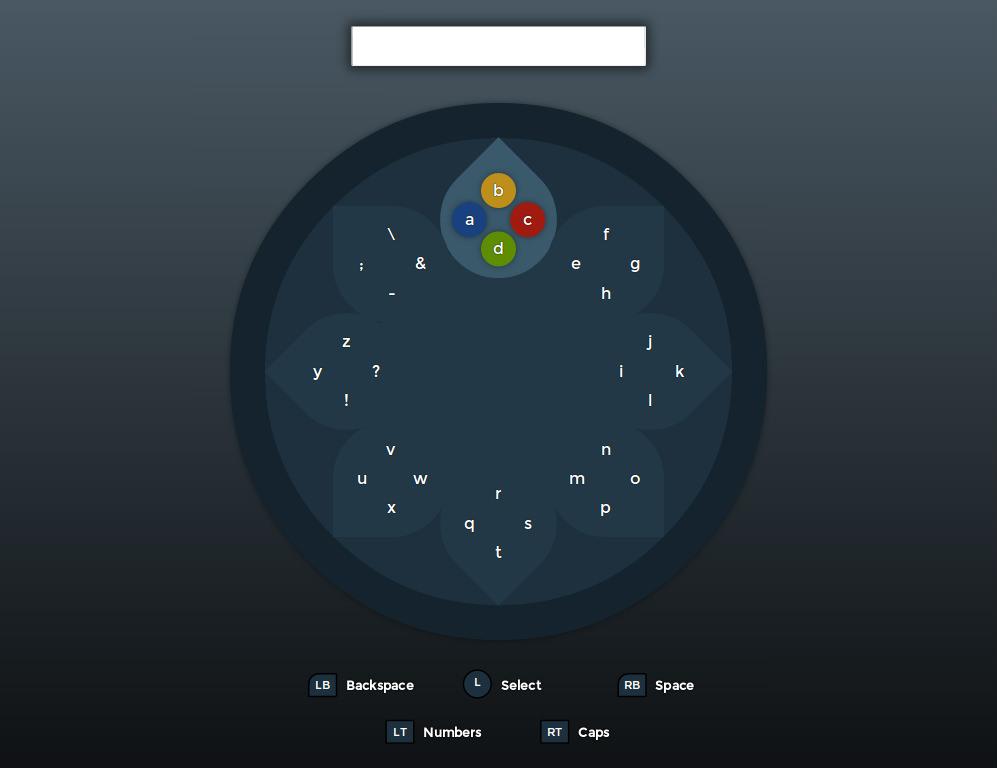 b
a c
d
\ f
; & e g
- h
z j
y ? i k
! l
v n
u w m o
x p
r
q s
t
LB Backspace L Select RB Space
LT Numbers RT Caps